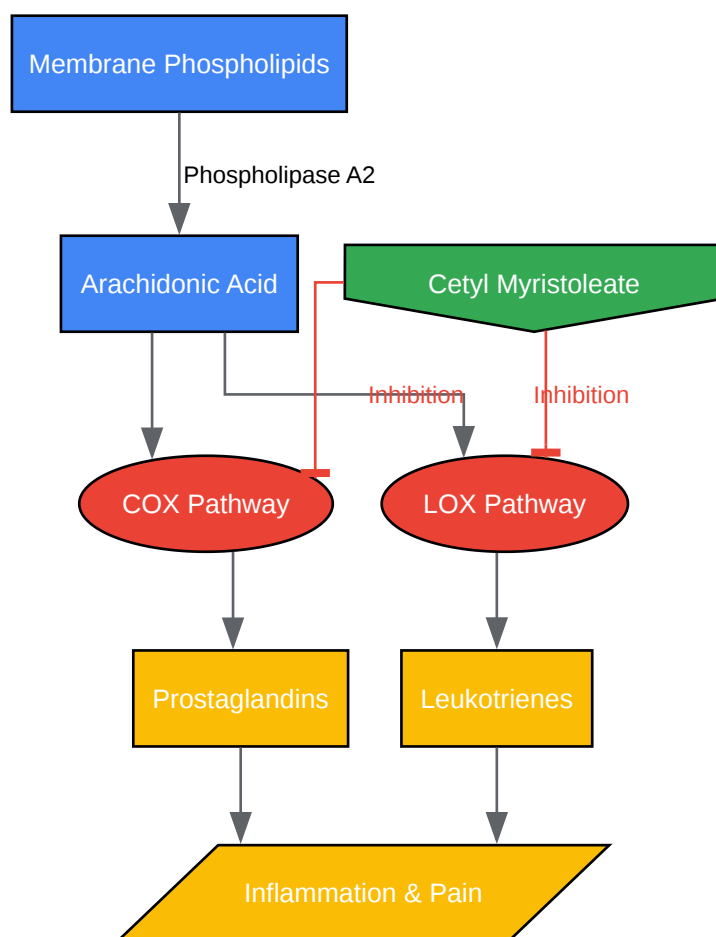 Membrane Phospholipids
Phospholipase A2
Arachidonic Acid
Cetyl Myristoleate
Inhibition
Inhibition
COX Pathway
LOX Pathway
Prostaglandins
Leukotrienes
Inflammation & Pain